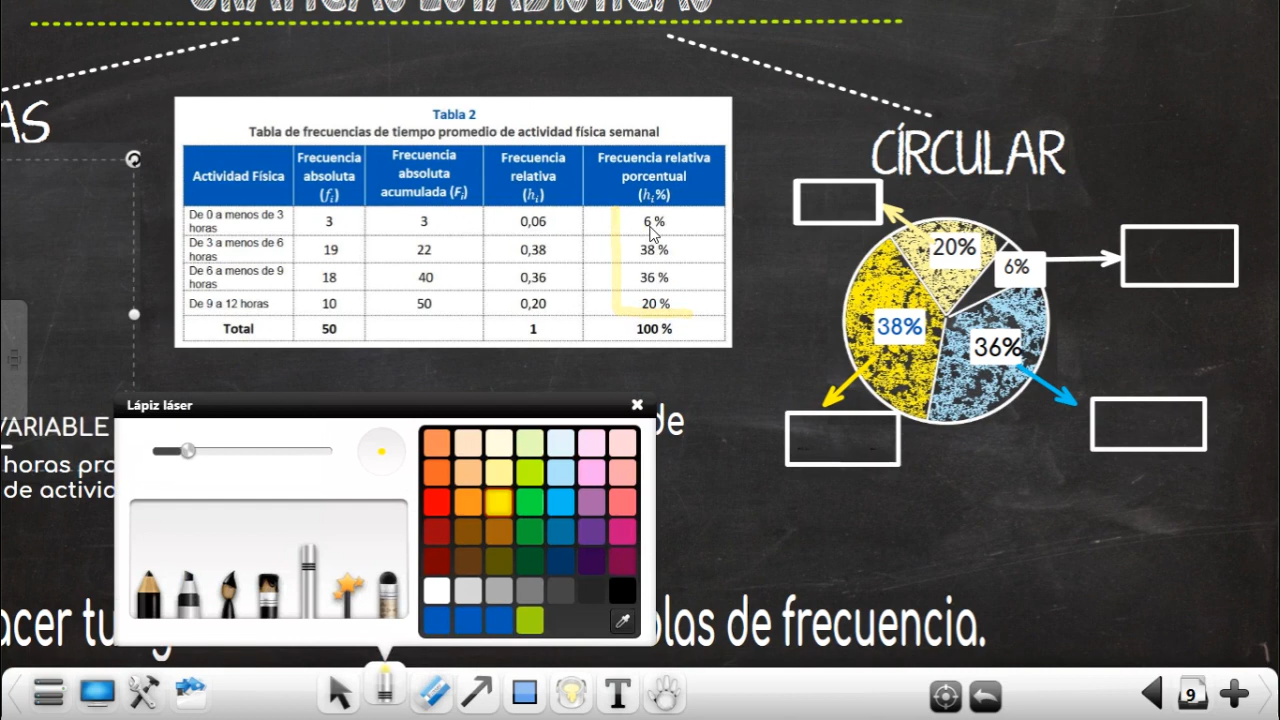 GRÁFICAS ESTADÍSTICAS
AS
Tabla 2
Tabla de frecuencias de tiempo promedio de actividad física semanal
Actividad Física
Frecuencia absoluta (fᵢ)
Frecuencia absoluta acumulada (Fᵢ)
Frecuencia relativa (hᵢ)
Frecuencia relativa porcentual (hᵢ%)
De 0 a menos de 3 horas 3 3 0,06 6 %
De 3 a menos de 6 horas 19 22 0,38 38 %
De 6 a menos de 9 horas 18 40 0,36 36 %
De 9 a 12 horas 10 50 0,20 20 %
Total 50 1 100 %
CÍRCULAR
20%
6%
38%
36%
Lápiz láser
VARIABLE
de
horas pro
de activid
acer tu
blas de frecuencia.
T
9